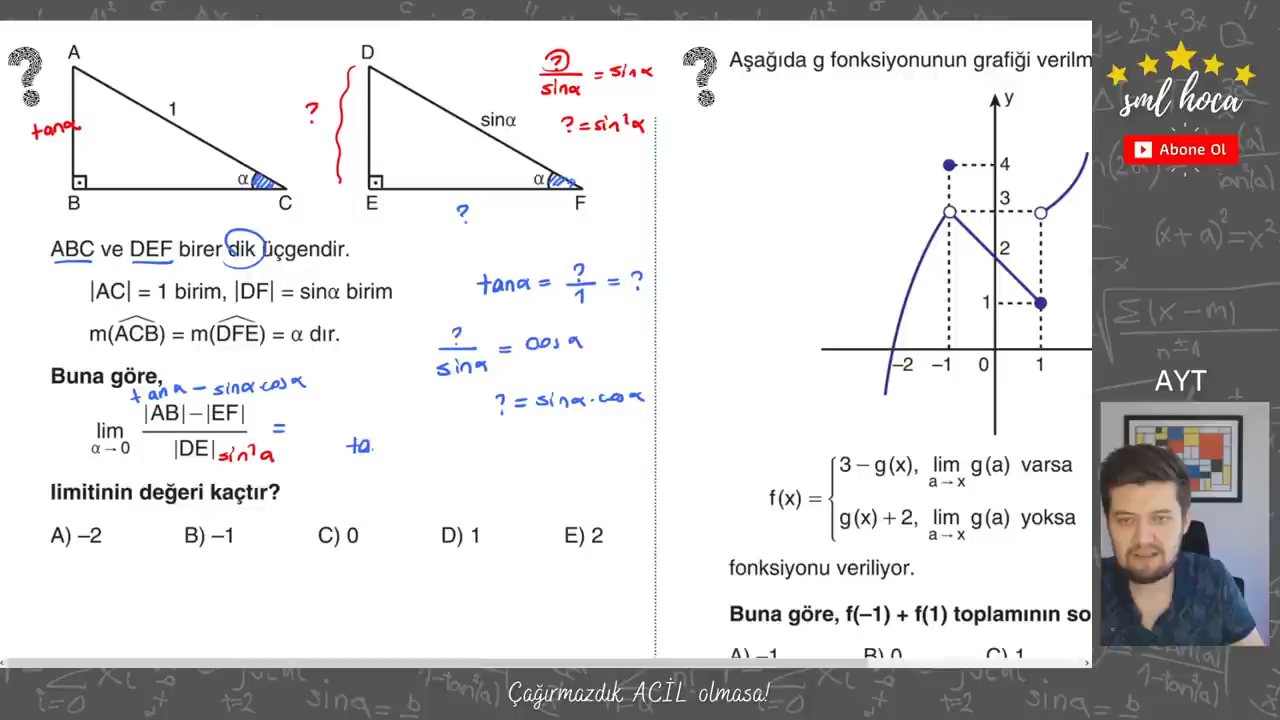 A
1
tanα
α
B
C
D
?
sinα
α
E
F
?
?/sinα = sinα
? = sin²α
ABC ve DEF birer dik üçgendir.
|AC| = 1 birim, |DF| = sinα birim
m(ACB) = m(DFE) = α dır.
tanα = ?/1 = ?
?/sinα = cosα
? = sinα·cosα
Buna göre,
tanα - sinα·cosα
lim α→0 |AB| – |EF| / |DE| sin²α =
ta
limitinin değeri kaçtır?
A) –2 B) –1 C) 0 D) 1 E) 2
?
Aşağıda g fonksiyonunun grafiği verilm
y
4
3
2
1
–2 –1 0 1
f(x) = { 3 – g(x), lim a→x g(a) varsa
g(x) + 2, lim a→x g(a) yoksa
fonksiyonu veriliyor.
Buna göre, f(–1) + f(1) toplamının so
A) –1 B) 0 C) 1
sml hoca
Abone Ol
AYT
Çağırmazdık ACİL olmasa!